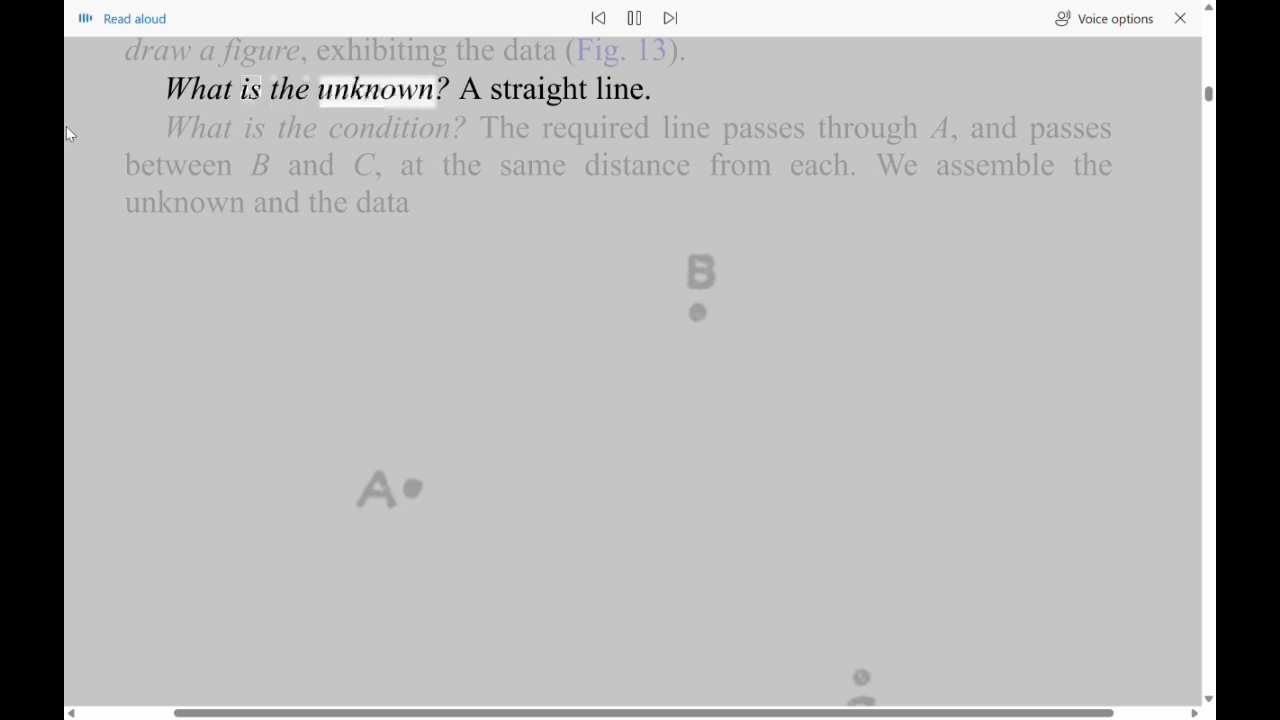 Read aloud
Voice options
draw a figure, exhibiting the data (Fig. 13).
What is the unknown? A straight line.
What is the condition? The required line passes through A, and passes
between B and C, at the same distance from each. We assemble the
unknown and the data
B
A